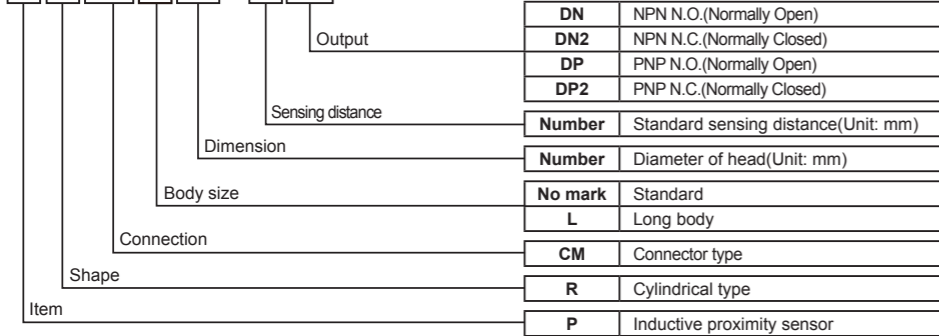 DN NPN N.O.(Normally Open)
Output DN2 NPN N.C.(Normally Closed)
DP PNP N.O.(Normally Open)
DP2 PNP N.C.(Normally Closed)
Sensing distance
Number Standard sensing distance(Unit: mm)
Dimension
Number Diameter of head(Unit: mm)
Body size No mark Standard
L Long body
Connection
CM Connector type
Shape
R Cylindrical type
Item
P Inductive proximity sensor